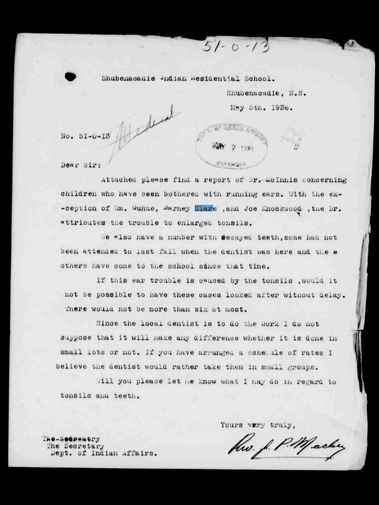 51-0-13
Shubenacadie Indian Residential School.
Shubenacadie, N.S.
May 5th. 1936.
No. 51-0-13
Dear Sir:
Attached please find a report of Dr. McInnis concerning
children who have been bothered with running ears. With the ex-
ception of Wm. Guhue, Barney Clare ,and Joe Knockwood ,the Dr.
attributes the trouble to enlarged tonsils.
We also have a number with decayed teeth,some had not
been attended to last fall when the dentist was here and the
others have come to the school since that time.
If this ear trouble is caused by the tonsils ,would it
not be possible to have these cases looked after without delay.
There would not be more than six at most.
Since the local dentist is to do the work I do not
suppose that it will make any difference whether it is done in
small lots or not. If you have arranged a schedule of rates I
believe the dentist would rather take them in small groups.
Will you please let me know what I may do in regard to
tonsils and teeth.
Yours very truly,
Rev. J. P. Mackey
The Secretary
The Secretary
Dept. of Indian Affairs.